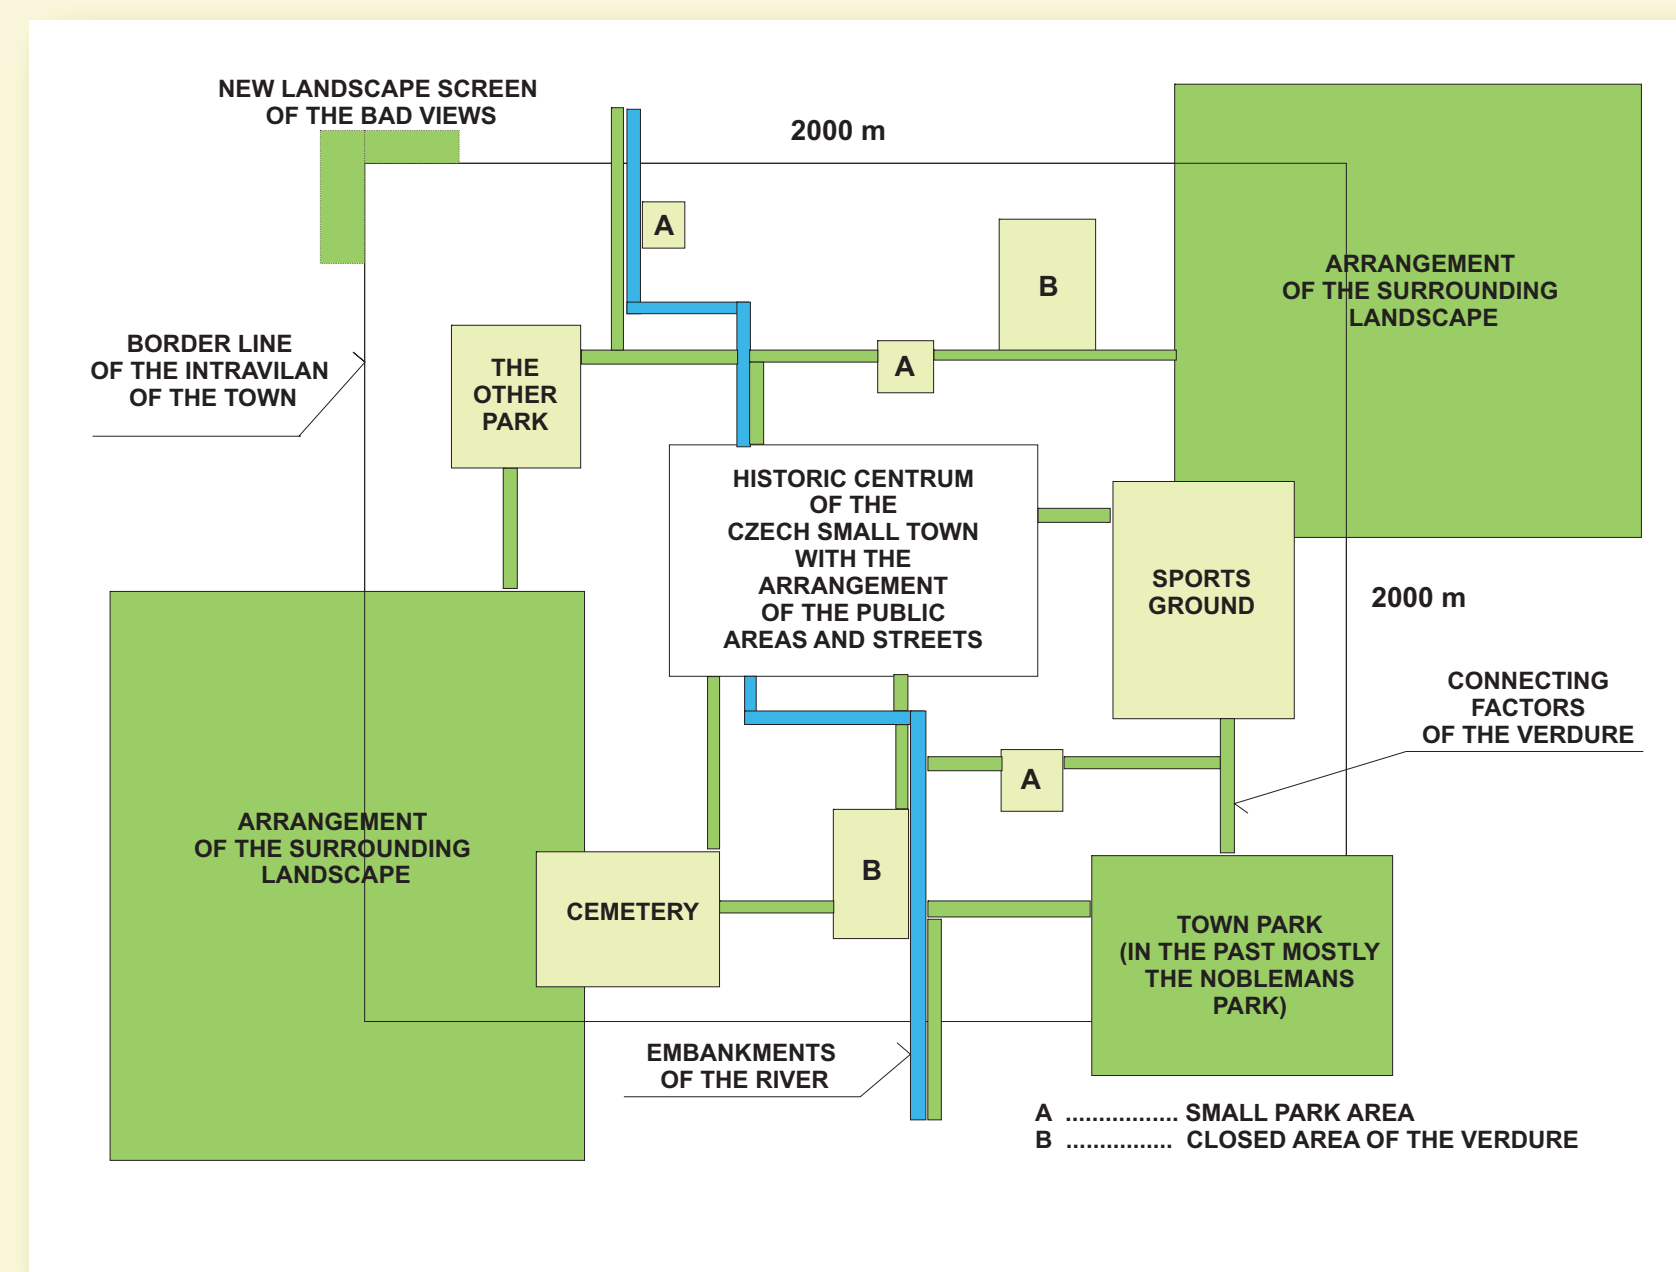 NEW LANDSCAPE SCREEN
OF THE BAD VIEWS
2000 m
A
B
ARRANGEMENT
OF THE SURROUNDING
LANDSCAPE
BORDER LINE
OF THE INTRAVILAN
OF THE TOWN
THE
OTHER
PARK
A
HISTORIC CENTRUM
OF THE
CZECH SMALL TOWN
WITH THE
ARRANGEMENT
OF THE PUBLIC
AREAS AND STREETS
SPORTS
GROUND
2000 m
CONNECTING
FACTORS
OF THE VERDURE
A
ARRANGEMENT
OF THE SURROUNDING
LANDSCAPE
B
CEMETERY
TOWN PARK
(IN THE PAST MOSTLY
THE NOBLEMANS
PARK)
EMBANKMENTS
OF THE RIVER
A ................. SMALL PARK AREA
B ................ CLOSED AREA OF THE VERDURE